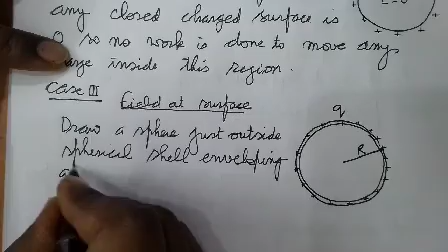 any closed charged surface is
0 so no work is done to move any
inside this region.
Case III Field at surface
q
Draw a sphere just outside
spherical shell enveloping
R
a